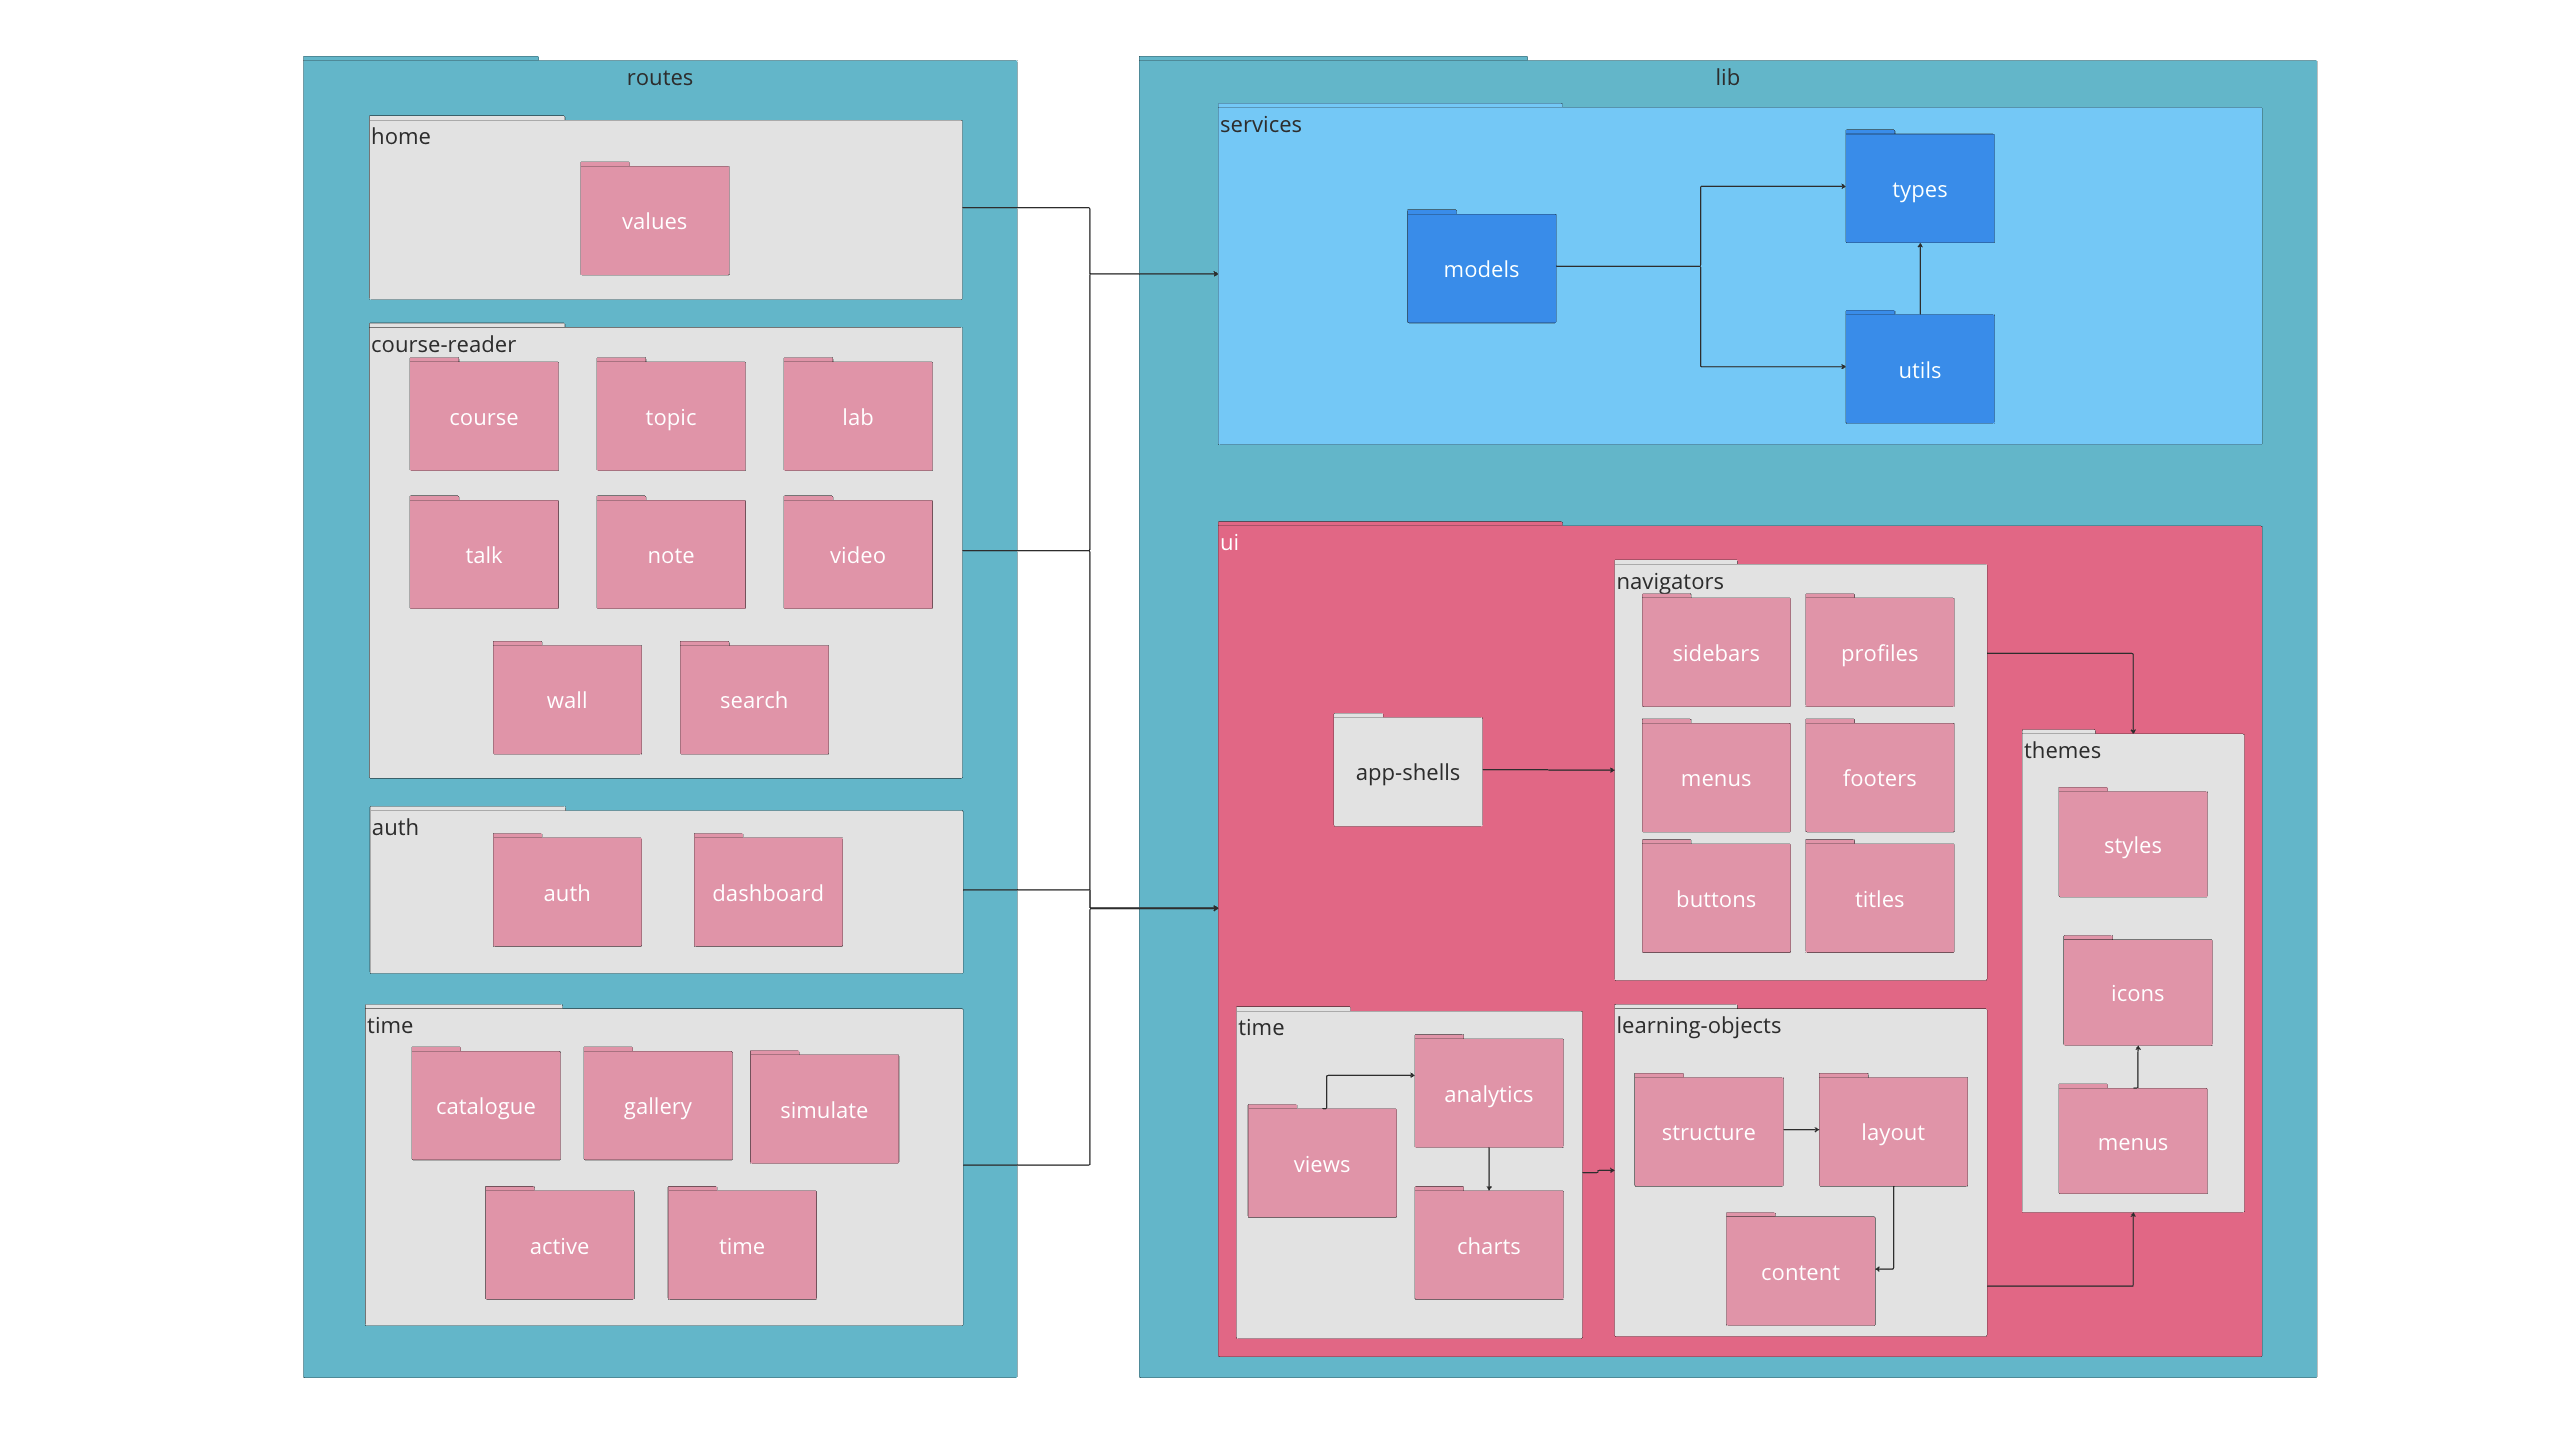 routes
home
values
course-reader
course
topic
lab
talk
note
video
wall
search
auth
auth
dashboard
time
catalogue
gallery
simulate
active
time
lib
services
types
models
utils
ui
navigators
sidebars
profiles
app-shells
menus
footers
buttons
titles
themes
styles
icons
menus
time
analytics
views
charts
learning-objects
structure
layout
content